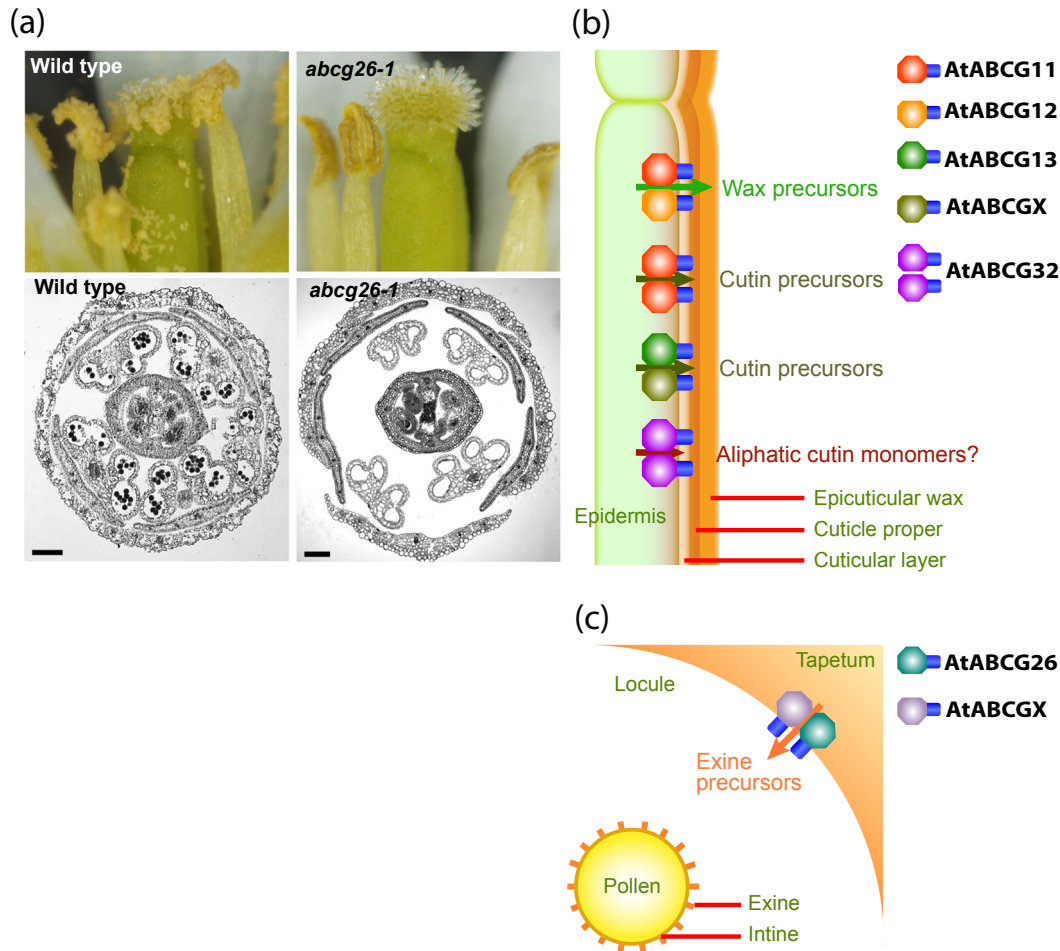 (a)
Wild type
abcg26-1
Wild type
abcg26-1
(b)
AtABCG11
AtABCG12
AtABCG13
AtABCGX
AtABCG32
Wax precursors
Cutin precursors
Cutin precursors
Aliphatic cutin monomers?
Epidermis
Epicuticular wax
Cuticle proper
Cuticular layer
(c)
Tapetum
Locule
AtABCG26
AtABCGX
Exine
precursors
Pollen
Exine
Intine